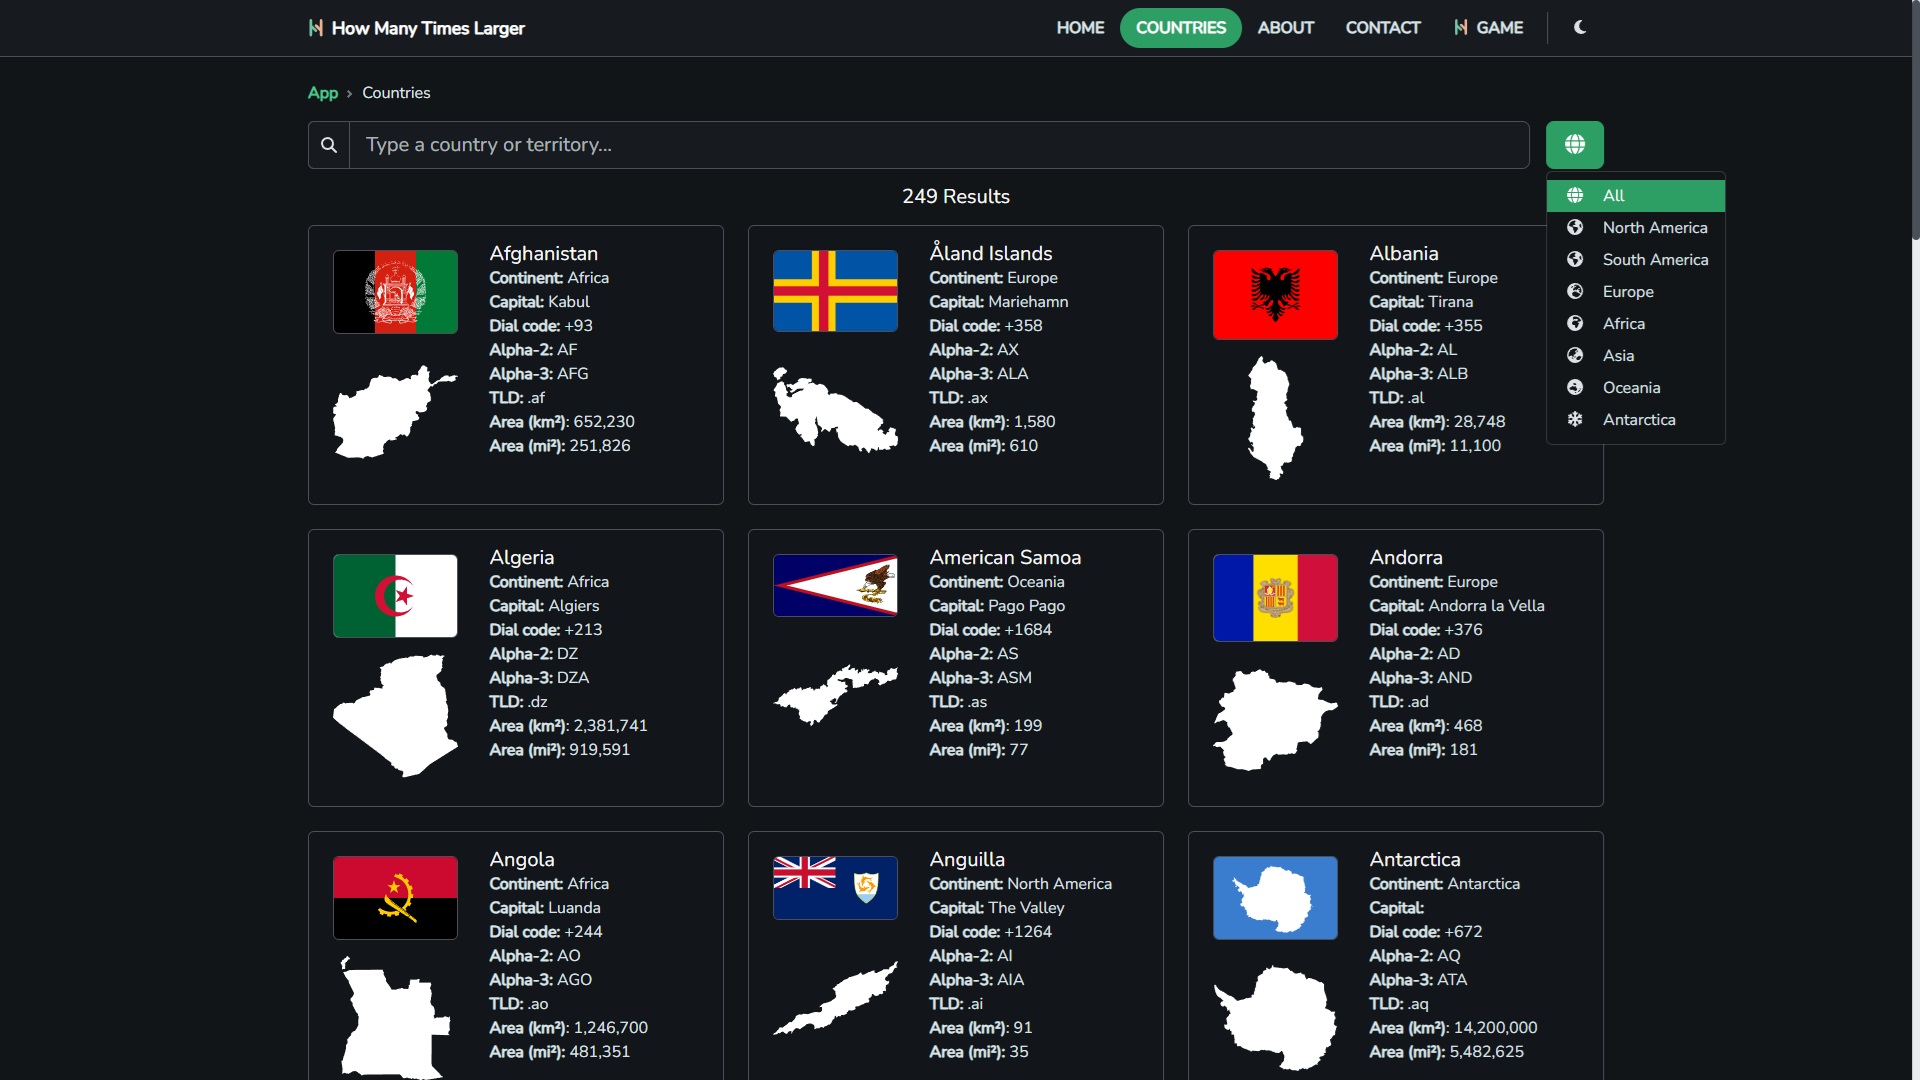 How Many Times Larger
HOME
COUNTRIES
ABOUT
CONTACT
GAME
App › Countries
Type a country or territory...
All
North America
South America
Europe
Africa
Asia
Oceania
Antarctica
249 Results
Afghanistan
Continent: Africa
Capital: Kabul
Dial code: +93
Alpha-2: AF
Alpha-3: AFG
TLD: .af
Area (km²): 652,230
Area (mi²): 251,826
Åland Islands
Continent: Europe
Capital: Mariehamn
Dial code: +358
Alpha-2: AX
Alpha-3: ALA
TLD: .ax
Area (km²): 1,580
Area (mi²): 610
Albania
Continent: Europe
Capital: Tirana
Dial code: +355
Alpha-2: AL
Alpha-3: ALB
TLD: .al
Area (km²): 28,748
Area (mi²): 11,100
Algeria
Continent: Africa
Capital: Algiers
Dial code: +213
Alpha-2: DZ
Alpha-3: DZA
TLD: .dz
Area (km²): 2,381,741
Area (mi²): 919,591
American Samoa
Continent: Oceania
Capital: Pago Pago
Dial code: +1684
Alpha-2: AS
Alpha-3: ASM
TLD: .as
Area (km²): 199
Area (mi²): 77
Andorra
Continent: Europe
Capital: Andorra la Vella
Dial code: +376
Alpha-2: AD
Alpha-3: AND
TLD: .ad
Area (km²): 468
Area (mi²): 181
Angola
Continent: Africa
Capital: Luanda
Dial code: +244
Alpha-2: AO
Alpha-3: AGO
TLD: .ao
Area (km²): 1,246,700
Area (mi²): 481,351
Anguilla
Continent: North America
Capital: The Valley
Dial code: +1264
Alpha-2: AI
Alpha-3: AIA
TLD: .ai
Area (km²): 91
Area (mi²): 35
Antarctica
Continent: Antarctica
Capital:
Dial code: +672
Alpha-2: AQ
Alpha-3: ATA
TLD: .aq
Area (km²): 14,200,000
Area (mi²): 5,482,625